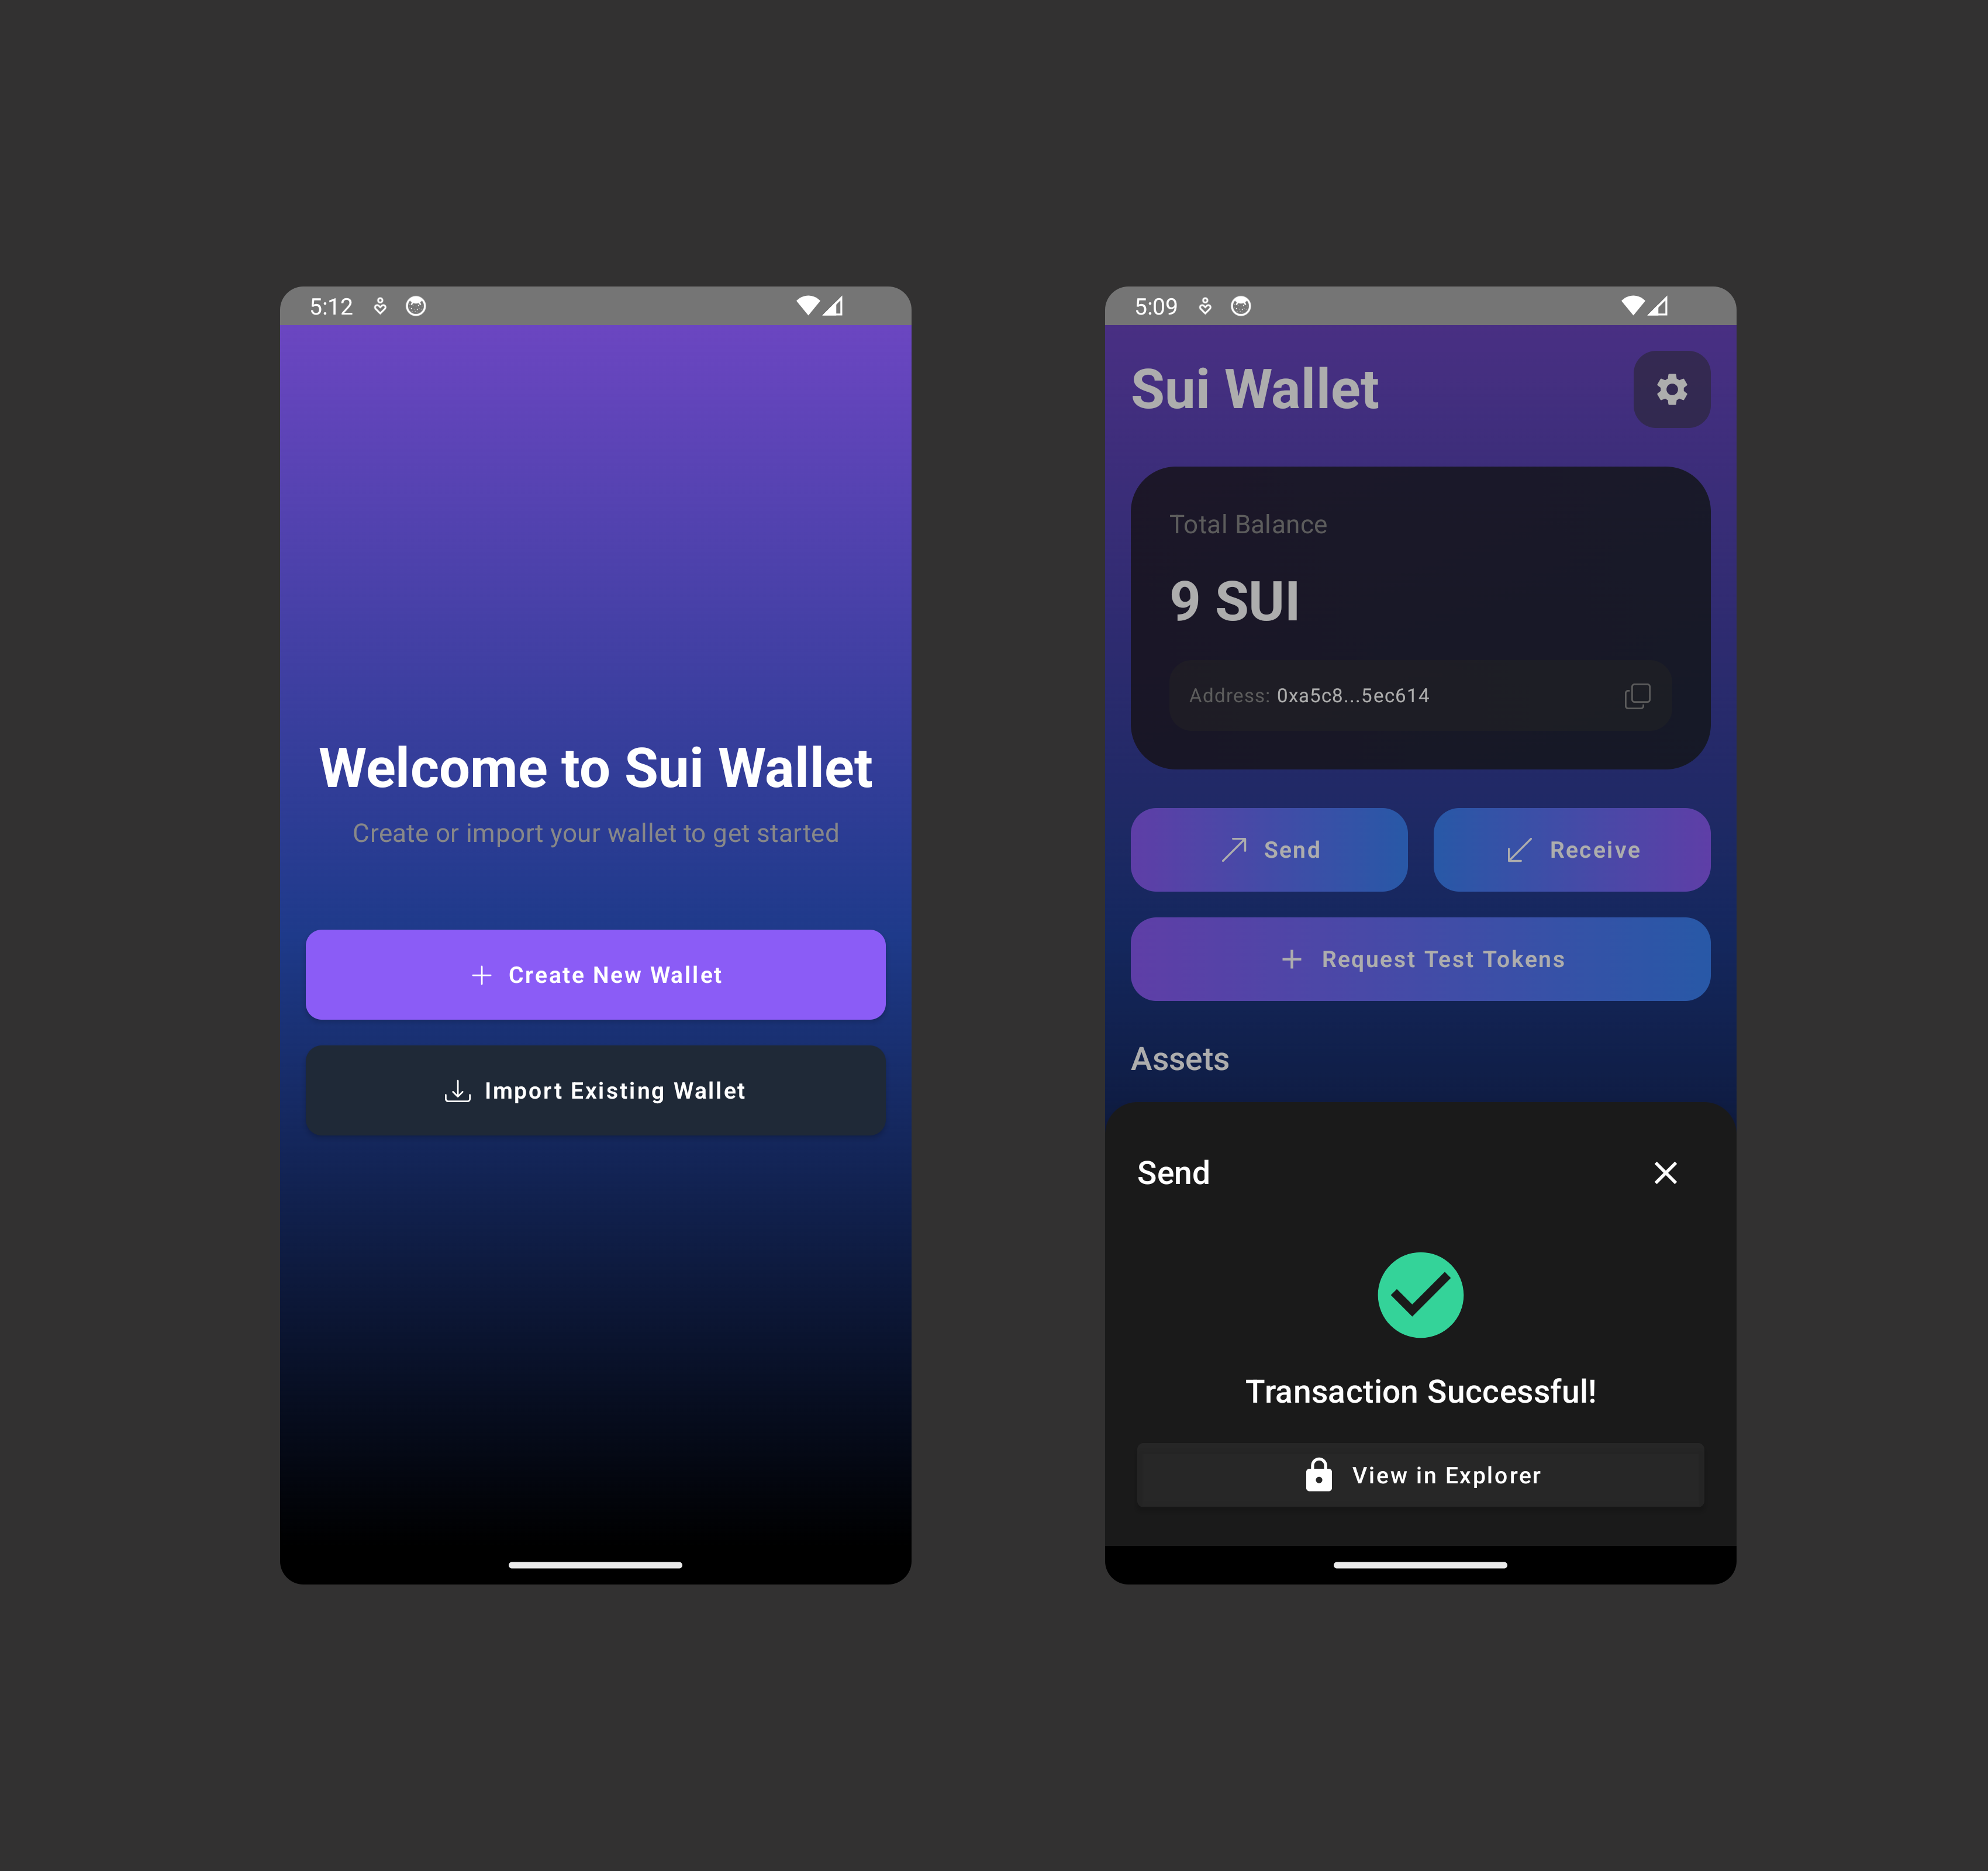 5:12
Welcome to Sui Wallet
Create or import your wallet to get started
Create New Wallet
Import Existing Wallet
5:09
Sui Wallet
Total Balance
9 SUI
Address: 0xa5c8...5ec614
Send
Receive
Request Test Tokens
Assets
Send
Transaction Successful!
View in Explorer